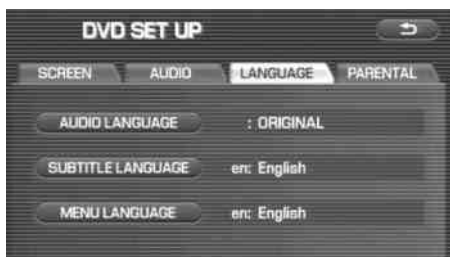 DVD SET UP
SCREEN AUDIO LANGUAGE PARENTAL
AUDIO LANGUAGE : ORIGINAL
SUBTITLE LANGUAGE en: English
MENU LANGUAGE en: English